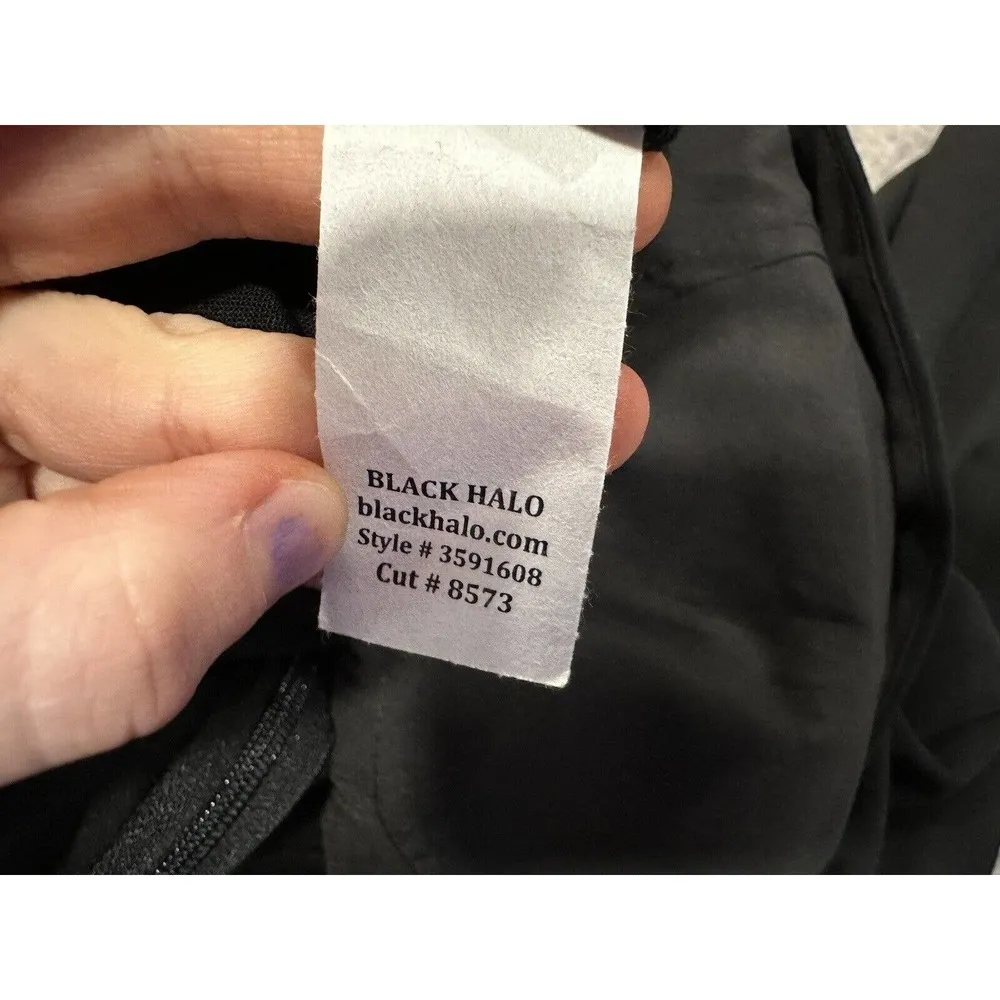 BLACK HALO
blackhalo.com
Style # 3591608
Cut # 8573